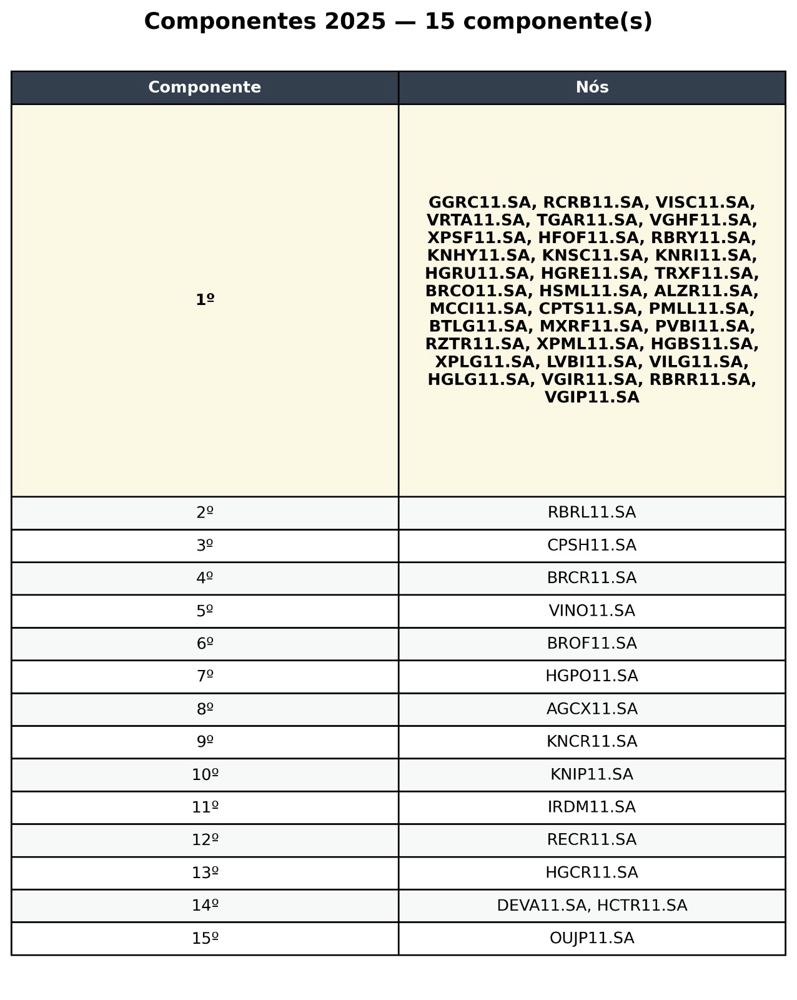 Componentes 2025 — 15 componente(s)
Componente Nós
1º
GGRC11.SA, RCRB11.SA, VISC11.SA,
VRTA11.SA, TGAR11.SA, VGHF11.SA,
XPSF11.SA, HFOF11.SA, RBRY11.SA,
KNHY11.SA, KNSC11.SA, KNRI11.SA,
HGRU11.SA, HGRE11.SA, TRXF11.SA,
BRCO11.SA, HSML11.SA, ALZR11.SA,
MCCI11.SA, CPTS11.SA, PMLL11.SA,
BTLG11.SA, MXRF11.SA, PVBI11.SA,
RZTR11.SA, XPML11.SA, HGBS11.SA,
XPLG11.SA, LVBI11.SA, VILG11.SA,
HGLG11.SA, VGIR11.SA, RBRR11.SA,
VGIP11.SA
2º RBRL11.SA
3º CPSH11.SA
4º BRCR11.SA
5º VINO11.SA
6º BROF11.SA
7º HGPO11.SA
8º AGCX11.SA
9º KNCR11.SA
10º KNIP11.SA
11º IRDM11.SA
12º RECR11.SA
13º HGCR11.SA
14º DEVA11.SA, HCTR11.SA
15º OUJP11.SA